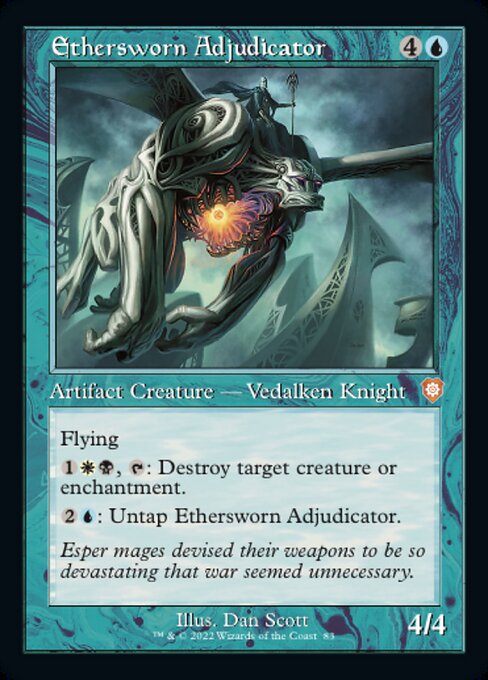 Ethersworn Adjudicator 4
Artifact Creature — Vedalken Knight
Flying
1, : Destroy target creature or
enchantment.
2: Untap Ethersworn Adjudicator.
Esper mages devised their weapons to be so
devastating that war seemed unnecessary.
Illus. Dan Scott
4/4
™ & © 2022 Wizards of the Coast 83